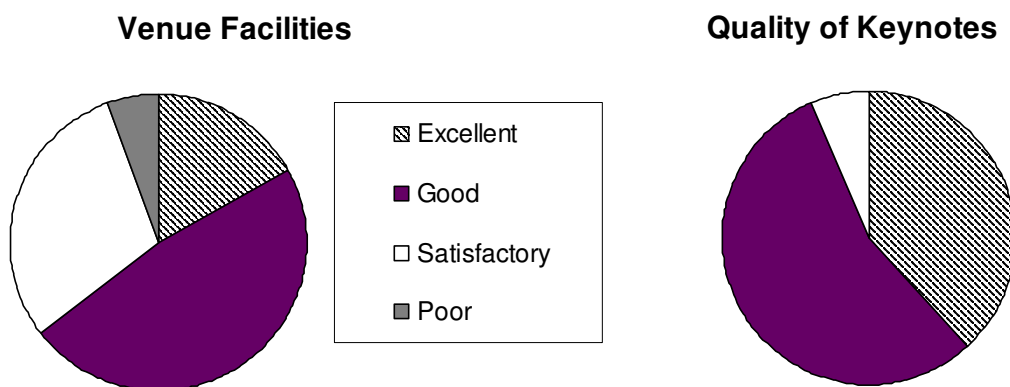 Venue Facilities
Quality of Keynotes
Excellent
Good
Satisfactory
Poor